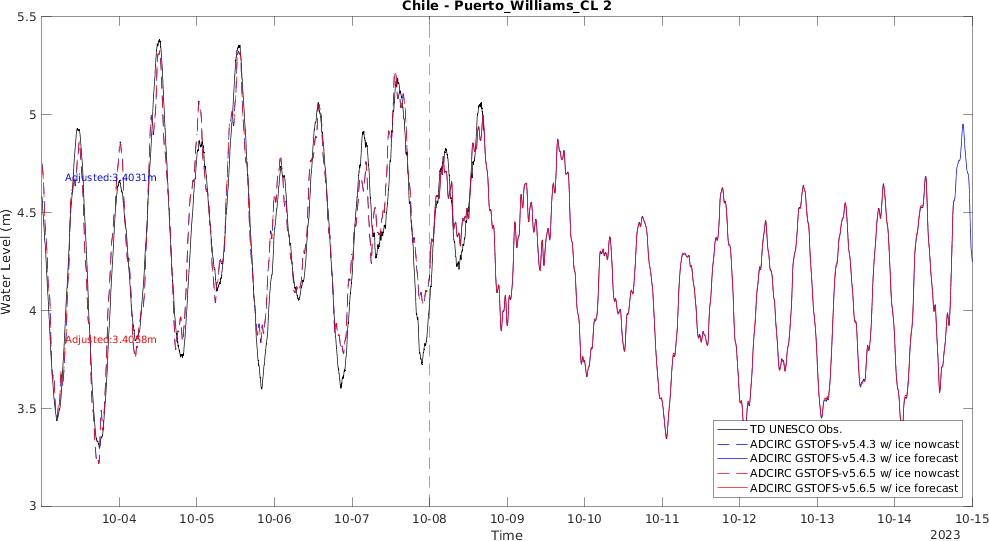 Chile - Puerto_Williams_CL 2
5.5
5
4.5
4
3.5
3
Water Level (m)
Adjusted:3.4031m
Adjusted:3.4058m
TD UNESCO Obs.
ADCIRC GSTOFS-v5.4.3 w/ ice nowcast
ADCIRC GSTOFS-v5.4.3 w/ ice forecast
ADCIRC GSTOFS-v5.6.5 w/ ice nowcast
ADCIRC GSTOFS-v5.6.5 w/ ice forecast
10-04 10-05 10-06 10-07 10-08 10-09 10-10 10-11 10-12 10-13 10-14 10-15
Time
2023